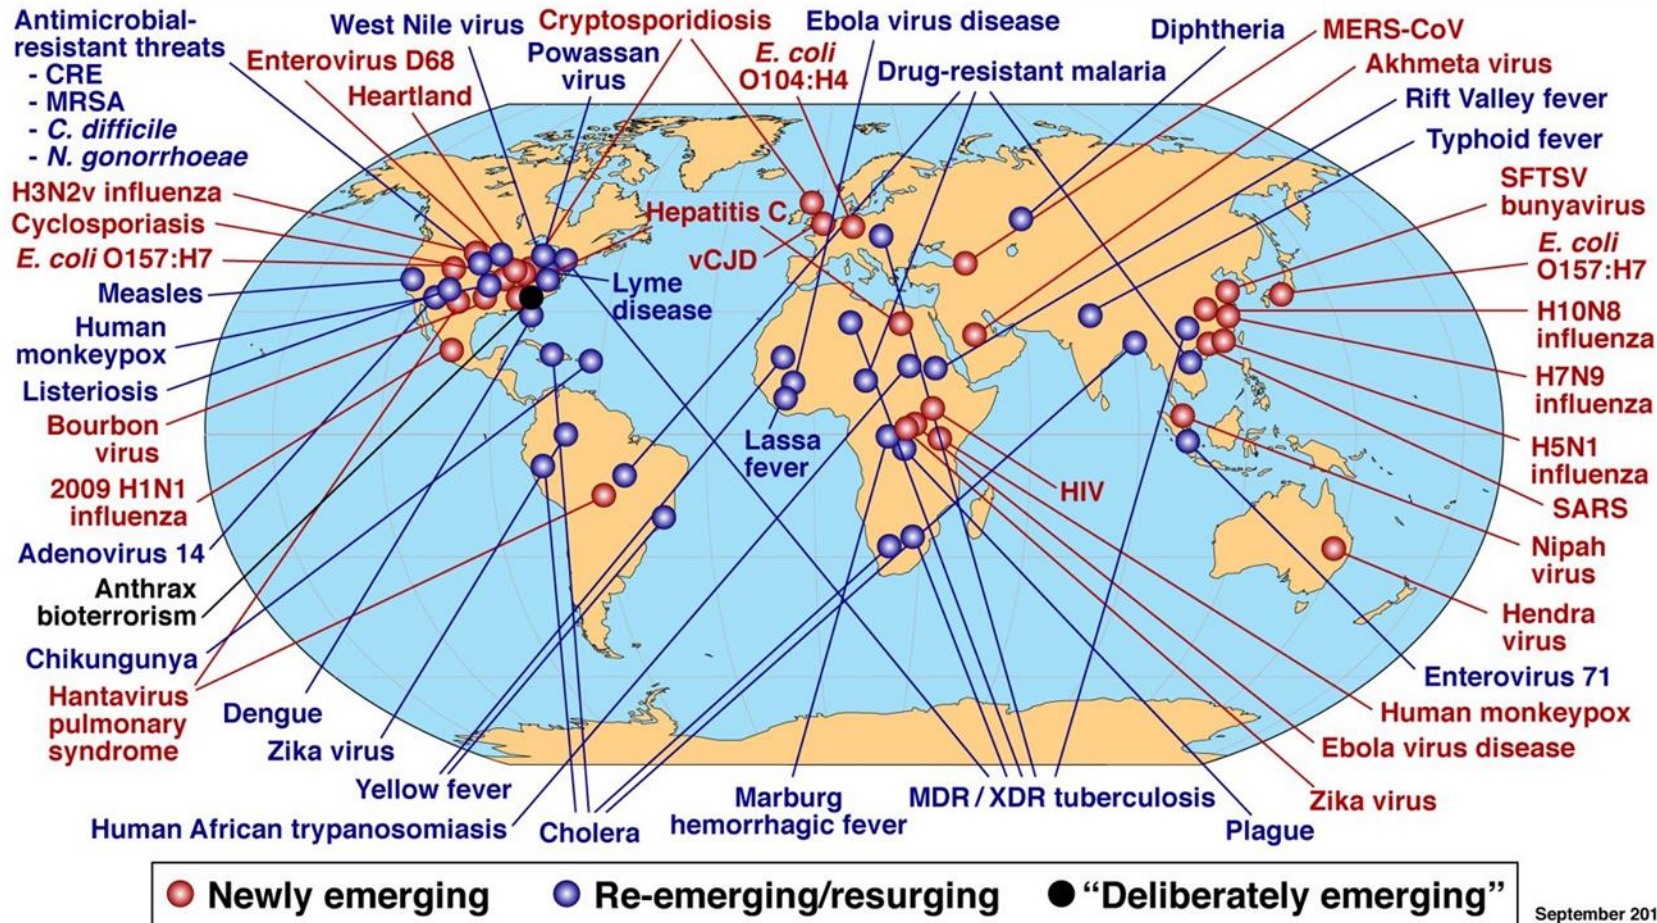 Antimicrobial-
resistant threats
- CRE
- MRSA
- C. difficile
- N. gonorrhoeae
West Nile virus
Cryptosporidiosis
Ebola virus disease
Diphtheria
MERS-CoV
Enterovirus D68
Powassan
virus
E. coli
O104:H4
Drug-resistant malaria
Akhmeta virus
Heartland
Rift Valley fever
Typhoid fever
H3N2v influenza
Cyclosporiasis
E. coli O157:H7
Measles
Human
monkeypox
Listeriosis
Bourbon
virus
2009 H1N1
influenza
Adenovirus 14
Anthrax
bioterrorism
Chikungunya
Hantavirus
pulmonary
syndrome
Dengue
Zika virus
Yellow fever
Human African trypanosomiasis
Cholera
Hepatitis C
vCJD
Lyme
disease
Lassa
fever
HIV
Marburg
hemorrhagic fever
MDR / XDR tuberculosis
Plague
SFTSV
bunyavirus
E. coli
O157:H7
H10N8
influenza
H7N9
influenza
H5N1
influenza
SARS
Nipah
virus
Hendra
virus
Enterovirus 71
Human monkeypox
Ebola virus disease
Zika virus
Newly emerging
Re-emerging/resurging
“Deliberately emerging”
September 201